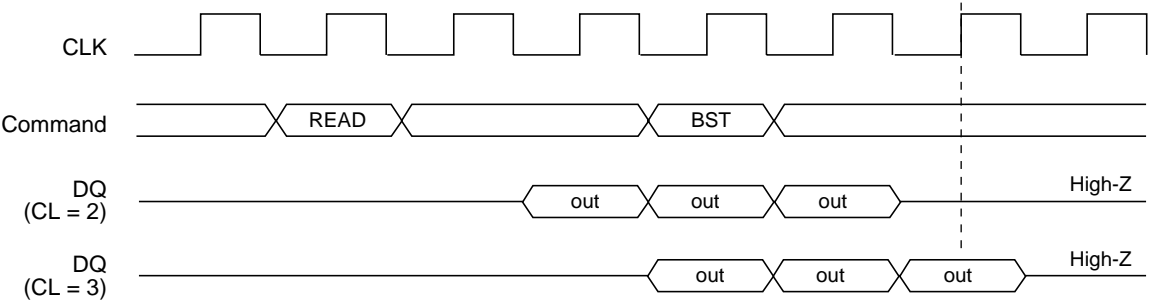 CLK
Command READ BST
DQ
(CL = 2) out out out High-Z
DQ
(CL = 3) out out out High-Z